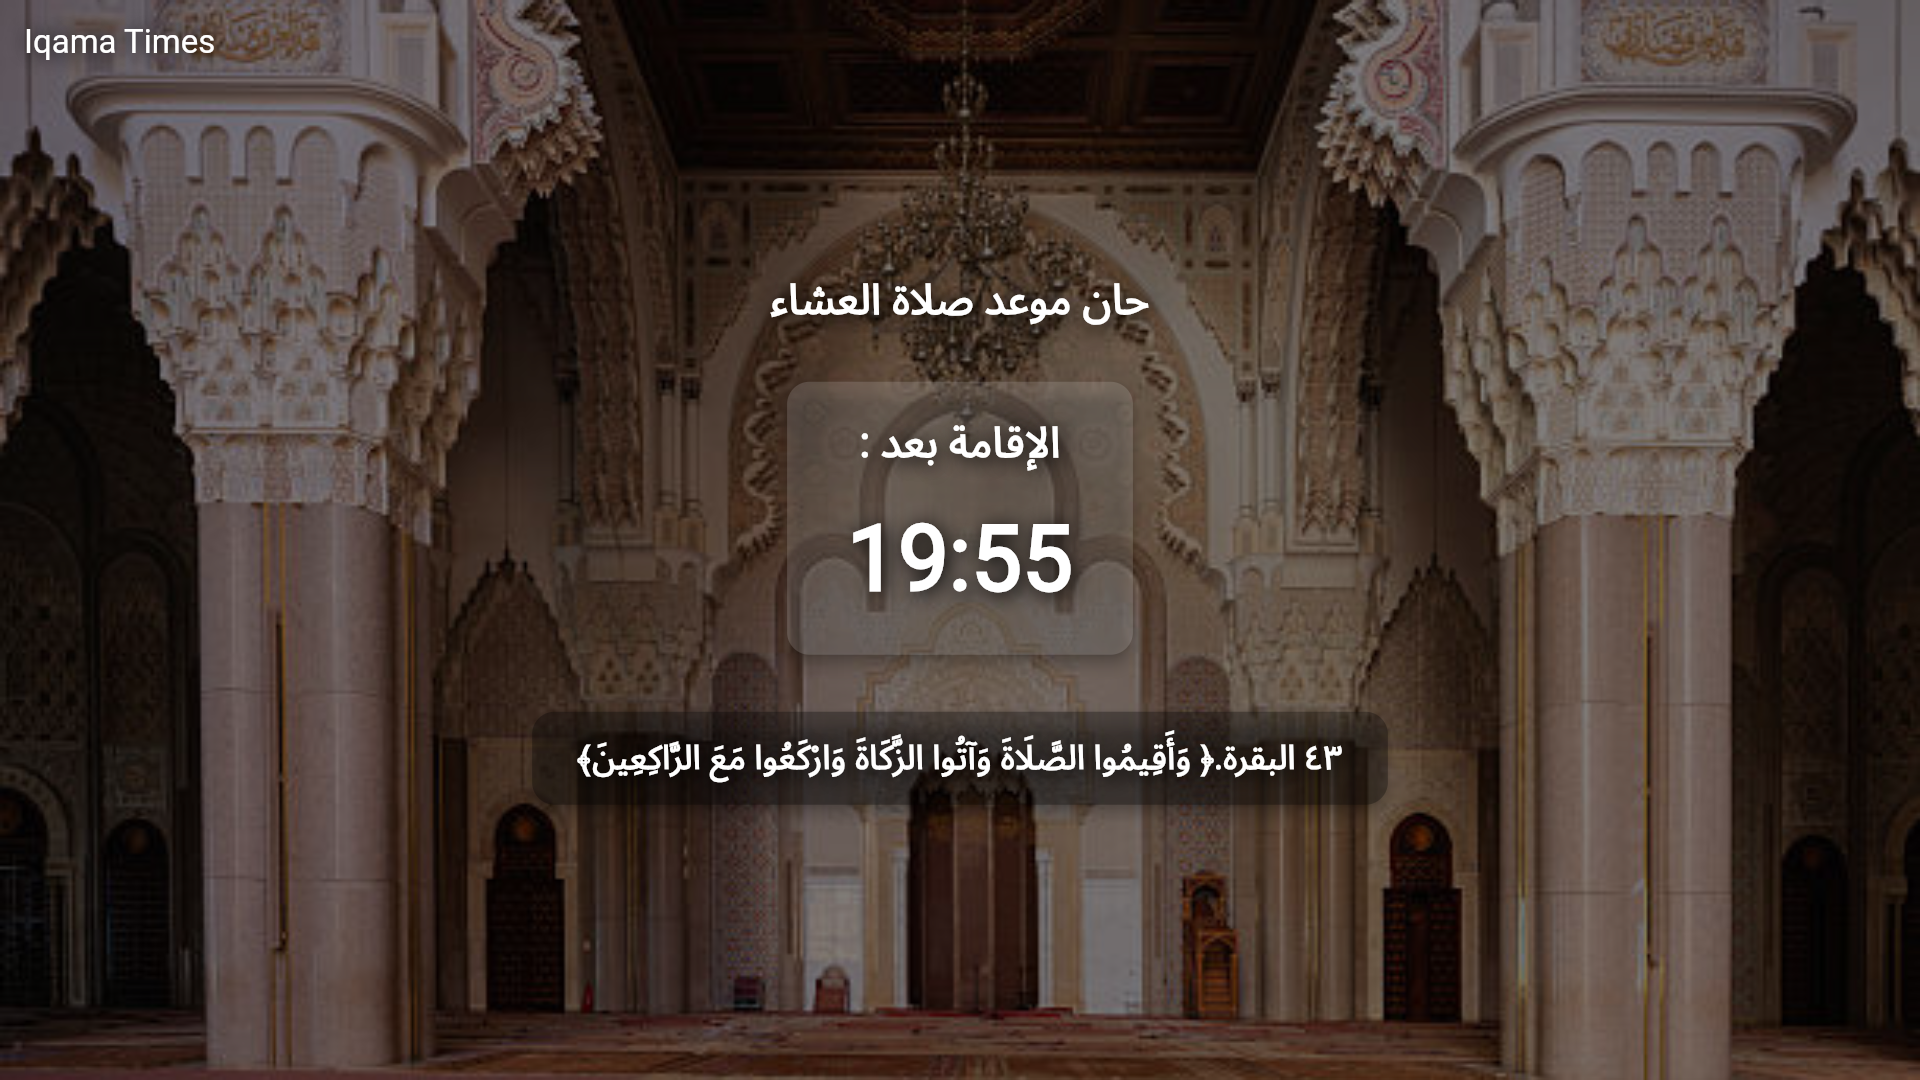 Iqama Times
حان موعد صلاة العشاء
الإقامة بعد :
19:55
٤٣ البقرة.﴿ وَأَقِيمُوا الصَّلَاةَ وَآتُوا الزَّكَاةَ وَارْكَعُوا مَعَ الرَّاكِعِينَ﴾